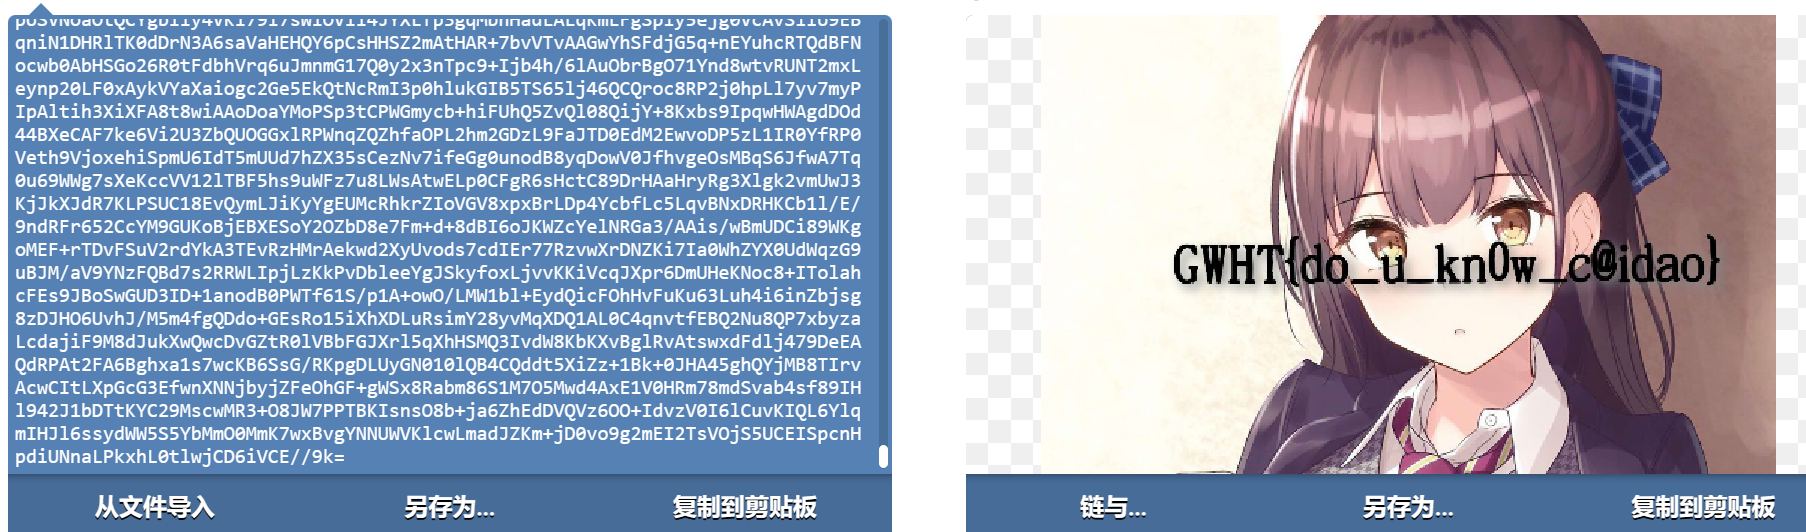 qniN1DHRlTK0dDrN3A6saVaHEHQY6pCsHHSZ2mAtHAR+7bvVTvAAGwYhSFdjG5q+nEYuhcRTQdBFN
ocwb0AbHSGo26R0tFdbhVrq6uJmnmG17Q0y2x3nTpc9+Ijb4h/6lAuObrBgO71Ynd8wtvRUNT2mxL
eynp20LF0xAykVYaXaiogc2Ge5EkQtNcRmI3p0hlukGIB5TS65lj46QCQroc8RP2j0hpLl7yv7myP
IpAltih3XiXFA8t8wiAAoDoaYMoPSp3tCPWGmycb+hiFUhQ5ZvQl08QijY+8Kxbs9IpqwHWAgdDOd
44BXeCAF7ke6Vi2U3ZbQUOGGxlRPWnqZQZhfaOPL2hm2GDzL9FaJTD0EdM2EwvoDP5zL1IR0YfRP0
Veth9VjoxehiSpmU6IdT5mUUd7hZX35sCezNv7ifeGg0unodB8yqDowV0JfhvgeOsMBqS6JfwA7Tq
0u69WWg7sXeKccVV12lTBF5hs9uWFz7u8LWsAtwELp0CFgR6sHctC89DrHAaHryRg3Xlgk2vmUwJ3
KjJkXJdR7KLPSUC18EvQymLJiKyYgEUMcRhkrZIoVGV8xpxBrLDp4YcbfLc5LqvBNxDRHKCb1l/E/
9ndRFr652CcYM9GUKoBjEBXESoY2OZbD8e7Fm+d+8dBI6oJKWZcYelNRGa3/AAis/wBmUDCi89WKg
oMEF+rTDvFSuV2rdYkA3TEvRzHMrAekwd2XyUvods7cdIEr77RzvwXrDNZKi7Ia0WhZYX0UdWqzG9
uBJM/aV9YNzFQBd7s2RRWLIpjLzKkPvDbleeYgJSkyfoxLjvvKKiVcqJXpr6DmUHeKNoc8+ITolah
cFEs9JBoSwGUD3ID+1anodB0PWTf61S/p1A+owO/LMW1bl+EydQicFOhHvFuKu63Luh4i6inZbjsg
8zDJHO6UvhJ/M5m4fgQDdo+GEsRo15iXhXDLuRsimY28yvMqXDQ1AL0C4qnvtfEBQ2Nu8QP7xbyza
LcdajiF9M8dJukXwQwcDvGZtR0lVBbFGJXrl5qXhHSMQ3IvdW8KbKXvBglRvAtswxdFdlj479DeEA
QdRPAt2FA6Bghxa1s7wcKB6SsG/RKpgDLUyGN010lQB4CQddt5XiZz+1Bk+0JHA45ghQYjMB8TIrv
AcwCItLXpGcG3EfwnXNNjbyjZFeOhGF+gWSx8Rabm86S1M7O5Mwd4AxE1V0HRm78mdSvab4sf89IH
l942J1bDTtKYC29MscwMR3+O8JW7PPTBKIsnsO8b+ja6ZhEdDVQVz6OO+IdvzV0I6lCuvKIQL6Ylq
mIHJl6ssydWW5S5YbMmO0MmK7wxBvgYNNUWVKlcwLmadJZKm+jD0vo9g2mEI2TsVOjS5UCEISpcnH
pdiUNnaLPkxhL0tlwjCD6iVCE//9k=
从文件导入 另存为... 复制到剪贴板
GWHT{do_u_kn0w_c@idao}
链与... 另存为... 复制到剪贴板